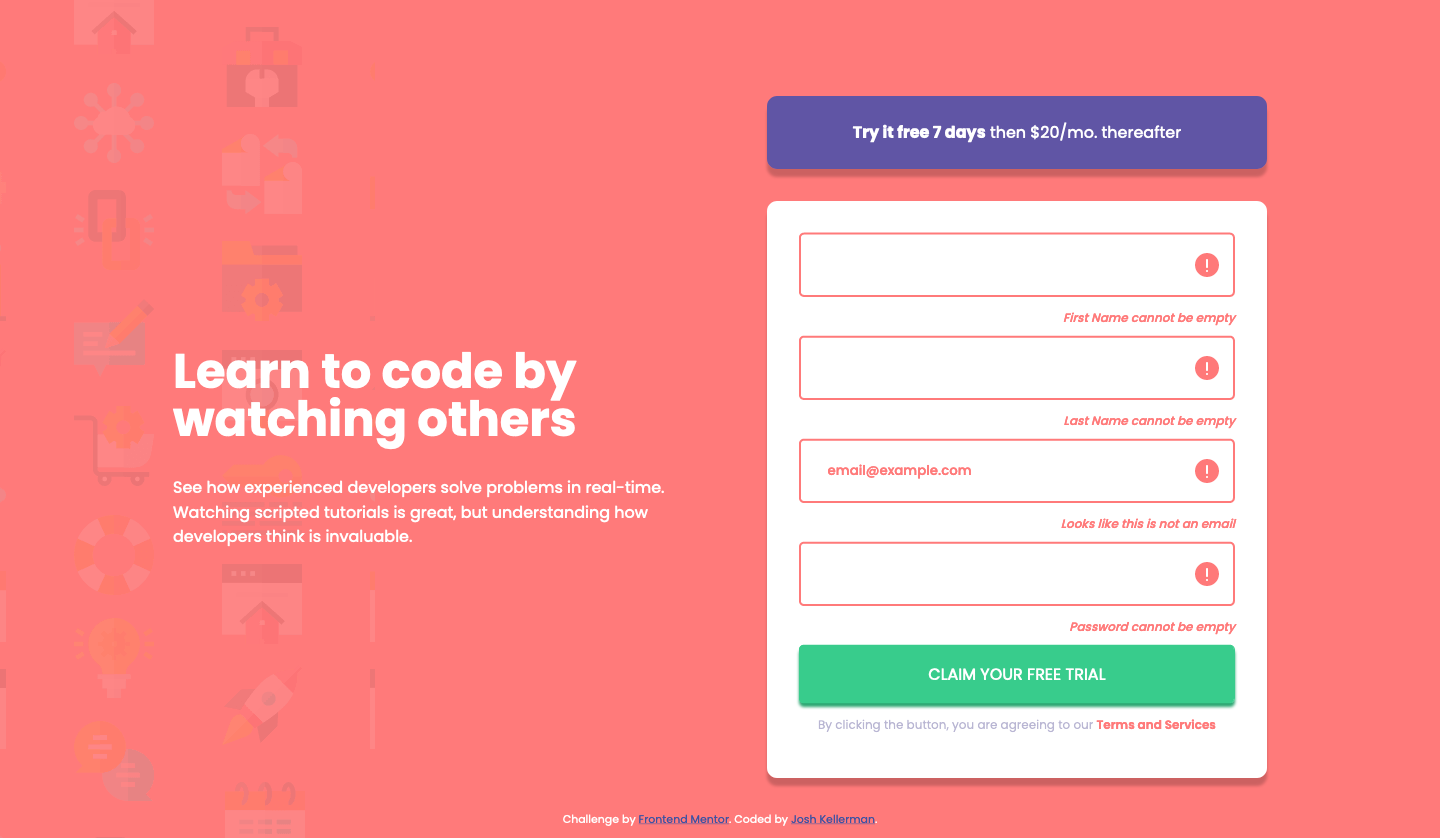 Try it free 7 days then $20/mo. thereafter
First Name cannot be empty
Last Name cannot be empty
email@example.com
Looks like this is not an email
Password cannot be empty
CLAIM YOUR FREE TRIAL
By clicking the button, you are agreeing to our Terms and Services
Learn to code by
watching others
See how experienced developers solve problems in real-time.
Watching scripted tutorials is great, but understanding how
developers think is invaluable.
Challenge by Frontend Mentor. Coded by Josh Kellerman.